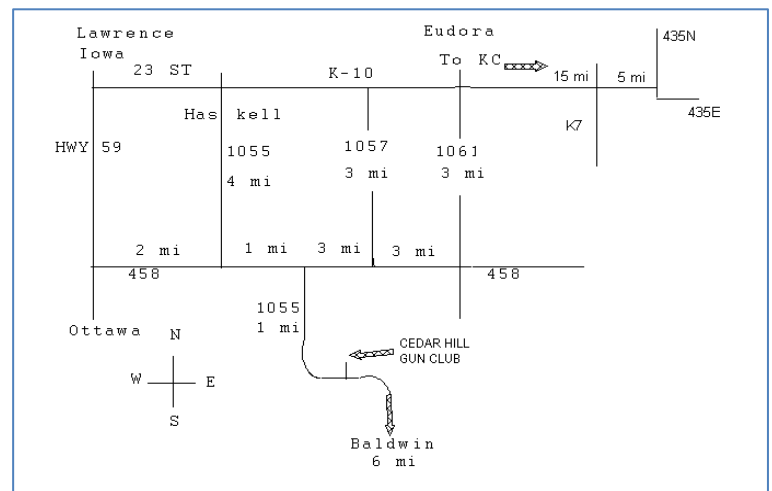 Lawrence
Iowa
Eudora
435N
23 ST
K-10
To KC
15 mi
5 mi
435E
Has kell
K7
HWY 59
1055
4 mi
1057
3 mi
1061
3 mi
2 mi
1 mi
3 mi
3 mi
458
458
Ottawa
1055
1 mi
N
W
E
S
CEDAR HILL
GUN CLUB
Baldwin
6 mi